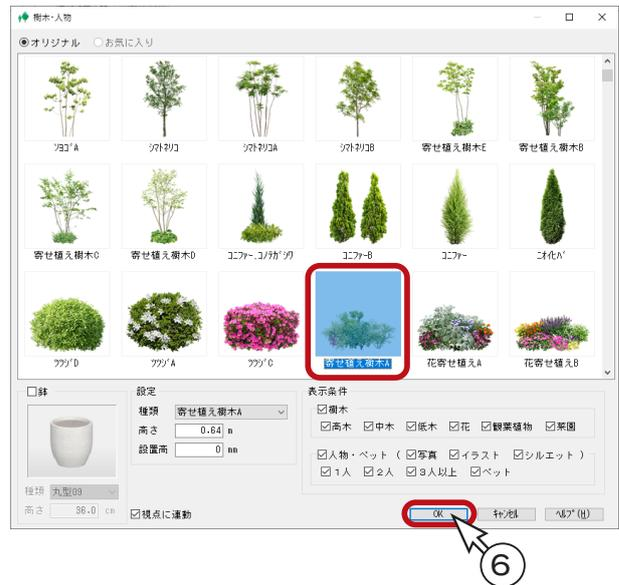 樹木・人物
オリジナル お気に入り
ソヨゴA シマトネリコ シマトネリコA シマトネリコB 寄せ植え樹木E 寄せ植え樹木B
寄せ植え樹木C 寄せ植え樹木D コニファー、コノテガシワ コニファーB コニファー ニオイヒバ
ツツジD ツツジA ツツジC 寄せ植え樹木A 花寄せ植えA 花寄せ植えB
鉢
種類 丸型09
高さ 36.0 cm
設定
種類 寄せ植え樹木A
高さ 0.64 m
設置高 0 mm
視点に連動
表示条件
樹木
高木 中木 低木 花 観葉植物 菜園
人物・ペット ( 写真 イラスト シルエット )
1人 2人 3人以上 ペット
OK キャンセル ヘルプ(H)
⑥